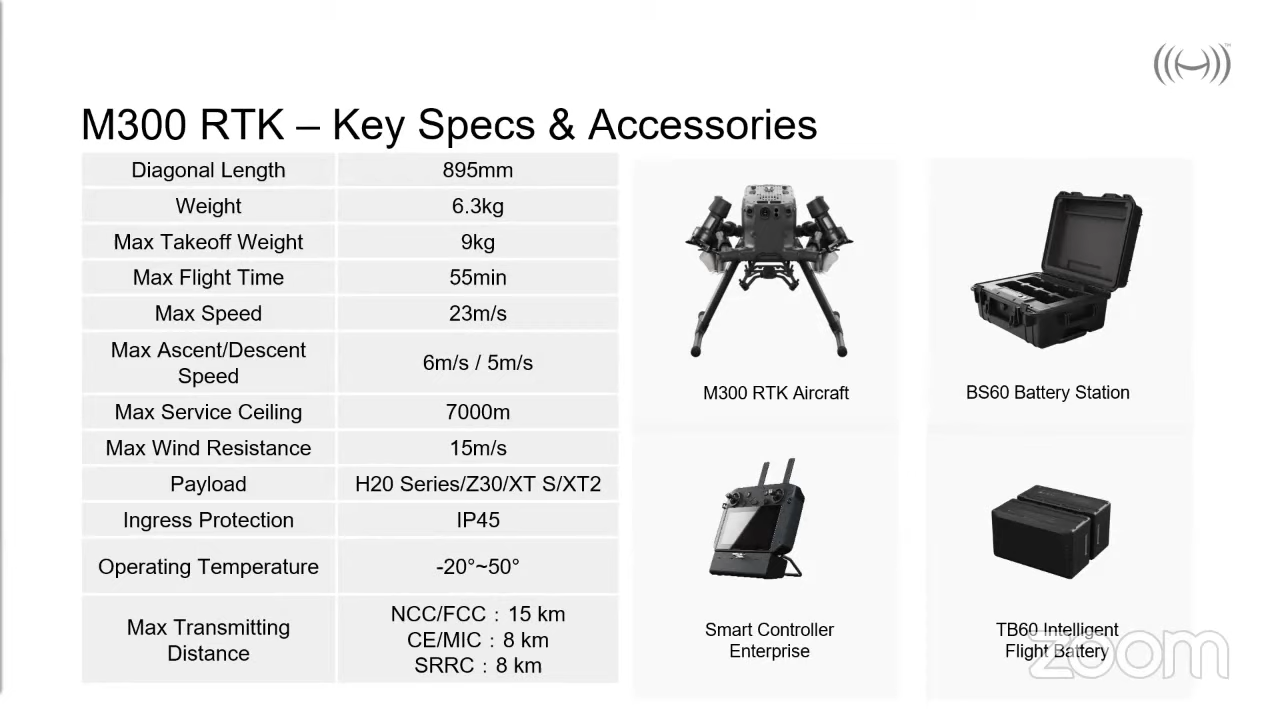 M300 RTK – Key Specs & Accessories
Diagonal Length 895mm
Weight 6.3kg
Max Takeoff Weight 9kg
Max Flight Time 55min
Max Speed 23m/s
Max Ascent/Descent
Speed
6m/s / 5m/s
Max Service Ceiling 7000m
Max Wind Resistance 15m/s
Payload H20 Series/Z30/XT S/XT2
Ingress Protection IP45
Operating Temperature -20°~50°
Max Transmitting
Distance
NCC/FCC：15 km
CE/MIC：8 km
SRRC：8 km
M300 RTK Aircraft
BS60 Battery Station
Smart Controller
Enterprise
TB60 Intelligent
Flight Battery
zoom